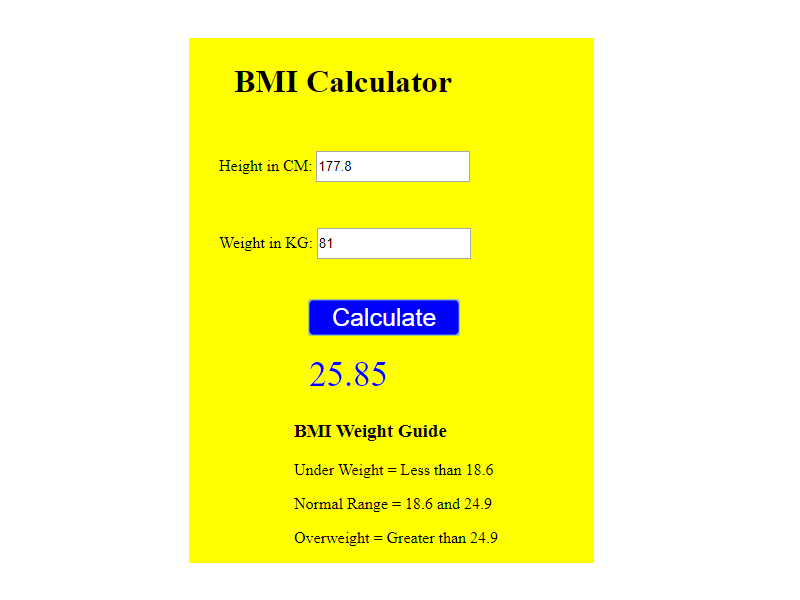 BMI Calculator
Height in CM: 177.8
Weight in KG: 81
Calculate
25.85
BMI Weight Guide
Under Weight = Less than 18.6
Normal Range = 18.6 and 24.9
Overweight = Greater than 24.9